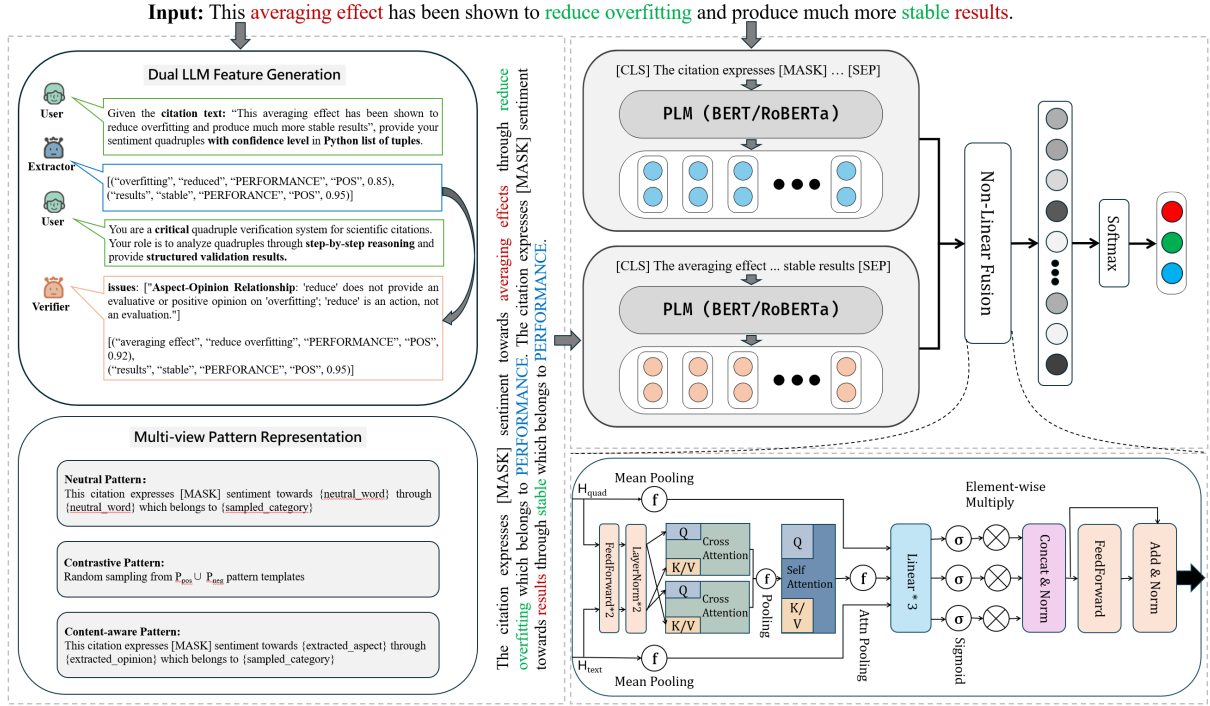 Input: This averaging effect has been shown to reduce overfitting and produce much more stable results.
Dual LLM Feature Generation
User
Given the citation text: “This averaging effect has been shown to
reduce overfitting and produce much more stable results”, provide your
sentiment quadruples with confidence level in Python list of tuples.
Extractor
[(“overfitting”, “reduced”, “PERFORMANCE”, “POS”, 0.85),
(“results”, “stable”, “PERFORANCE”, “POS”, 0.95)]
User
You are a critical quadruple verification system for scientific citations.
Your role is to analyze quadruples through step-by-step reasoning and
provide structured validation results.
Verifier
issues: ["Aspect-Opinion Relationship: 'reduce' does not provide an
evaluative or positive opinion on 'overfitting'; 'reduce' is an action, not
an evaluation."]
[(“averaging effect”, “reduce overfitting”, “PERFORMANCE”, “POS”,
0.92),
(“results”, “stable”, “PERFORANCE”, “POS”, 0.95)]
Multi-view Pattern Representation
Neutral Pattern:
This citation expresses [MASK] sentiment towards {neutral_word} through
{neutral_word} which belongs to {sampled_category}
Contrastive Pattern:
Random sampling from Ppos ∪ Pneg pattern templates
Content-aware Pattern:
This citation expresses [MASK] sentiment towards {extracted_aspect} through
{extracted_opinion} which belongs to {sampled_category}
The citation expresses [MASK] sentiment towards averaging effects through reduce
overfitting which belongs to PERFORMANCE. The citation expresses [MASK] sentiment
towards results through stable which belongs to PERFORMANCE.
[CLS] The citation expresses [MASK] … [SEP]
PLM (BERT/RoBERTa)
[CLS] The averaging effect ... stable results [SEP]
PLM (BERT/RoBERTa)
Non-Linear Fusion
Softmax
Hquad
Mean Pooling
f
FeedForward*2
LayerNorm*2
Q
K/V
Cross
Attention
Q
K/V
Cross
Attention
f
Pooling
Q
Self
Attention
K/
V
f
Attn Pooling
Htext
f
Mean Pooling
Linear * 3
σ
σ
σ
Sigmoid
Element-wise
Multiply
Concat & Norm
FeedForward
Add & Norm